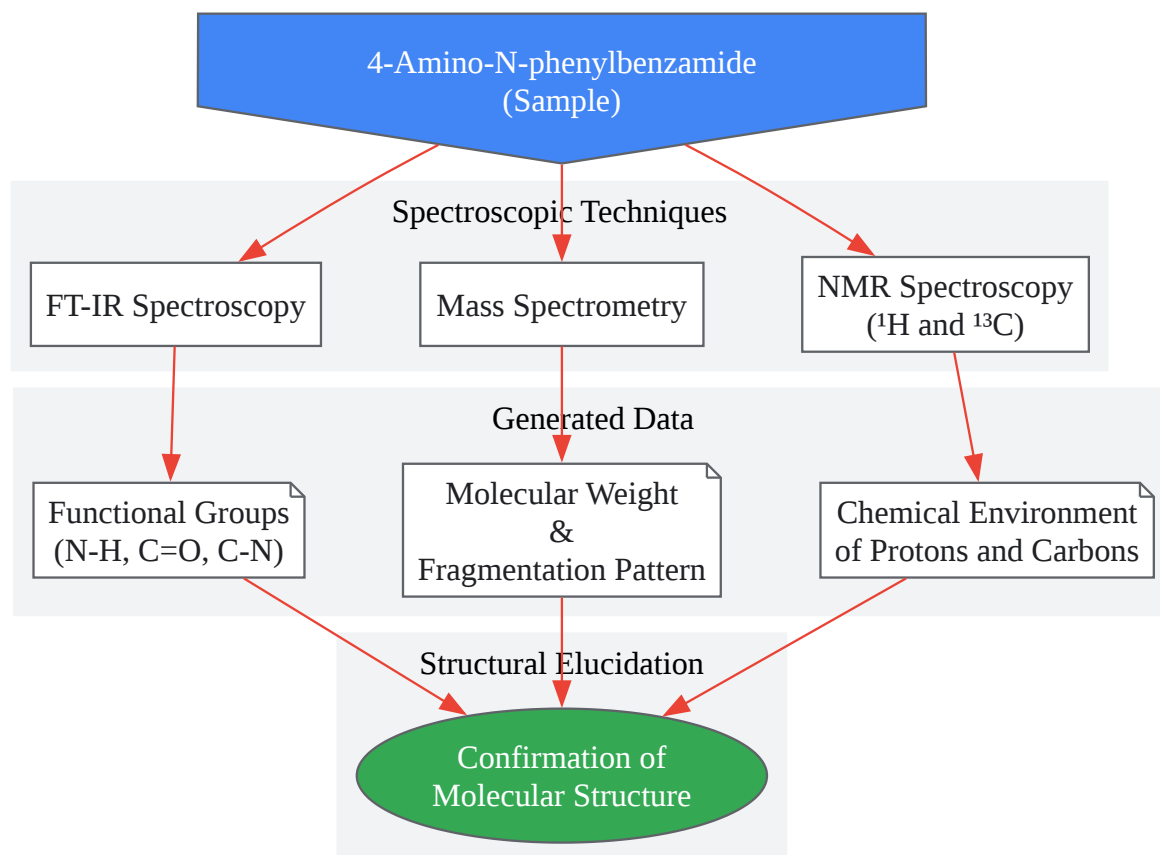 4-Amino-N-phenylbenzamide
(Sample)
Spectroscopic Techniques
FT-IR Spectroscopy
Mass Spectrometry
NMR Spectroscopy
(¹H and ¹³C)
Generated Data
Functional Groups
(N-H, C=O, C-N)
Molecular Weight
&
Fragmentation Pattern
Chemical Environment
of Protons and Carbons
Structural Elucidation
Confirmation of
Molecular Structure